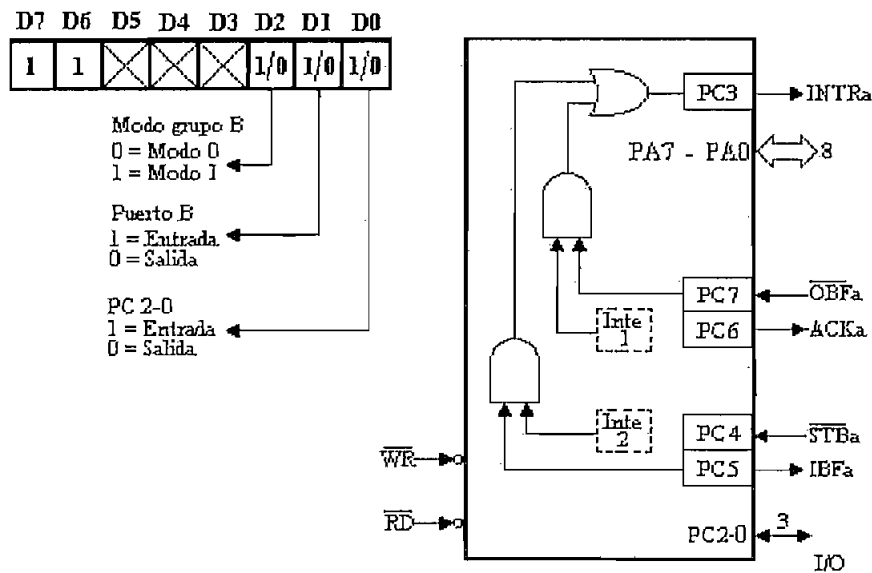 D7 D6 D5 D4 D3 D2 D1 D0
1 1 1/0 1/0 1/0
Modo grupo B
0 = Modo 0
1 = Modo 1
Puerto B
1 = Entrada
0 = Salida
PC 2-0
1 = Entrada
0 = Salida
PC3
INTRa
PA7 - PA0
8
PC7
OBFa
Inte
1
PC6
ACKa
Inte
2
PC4
STBa
WR
PC5
IBFa
RD
PC2-0
3
I/O